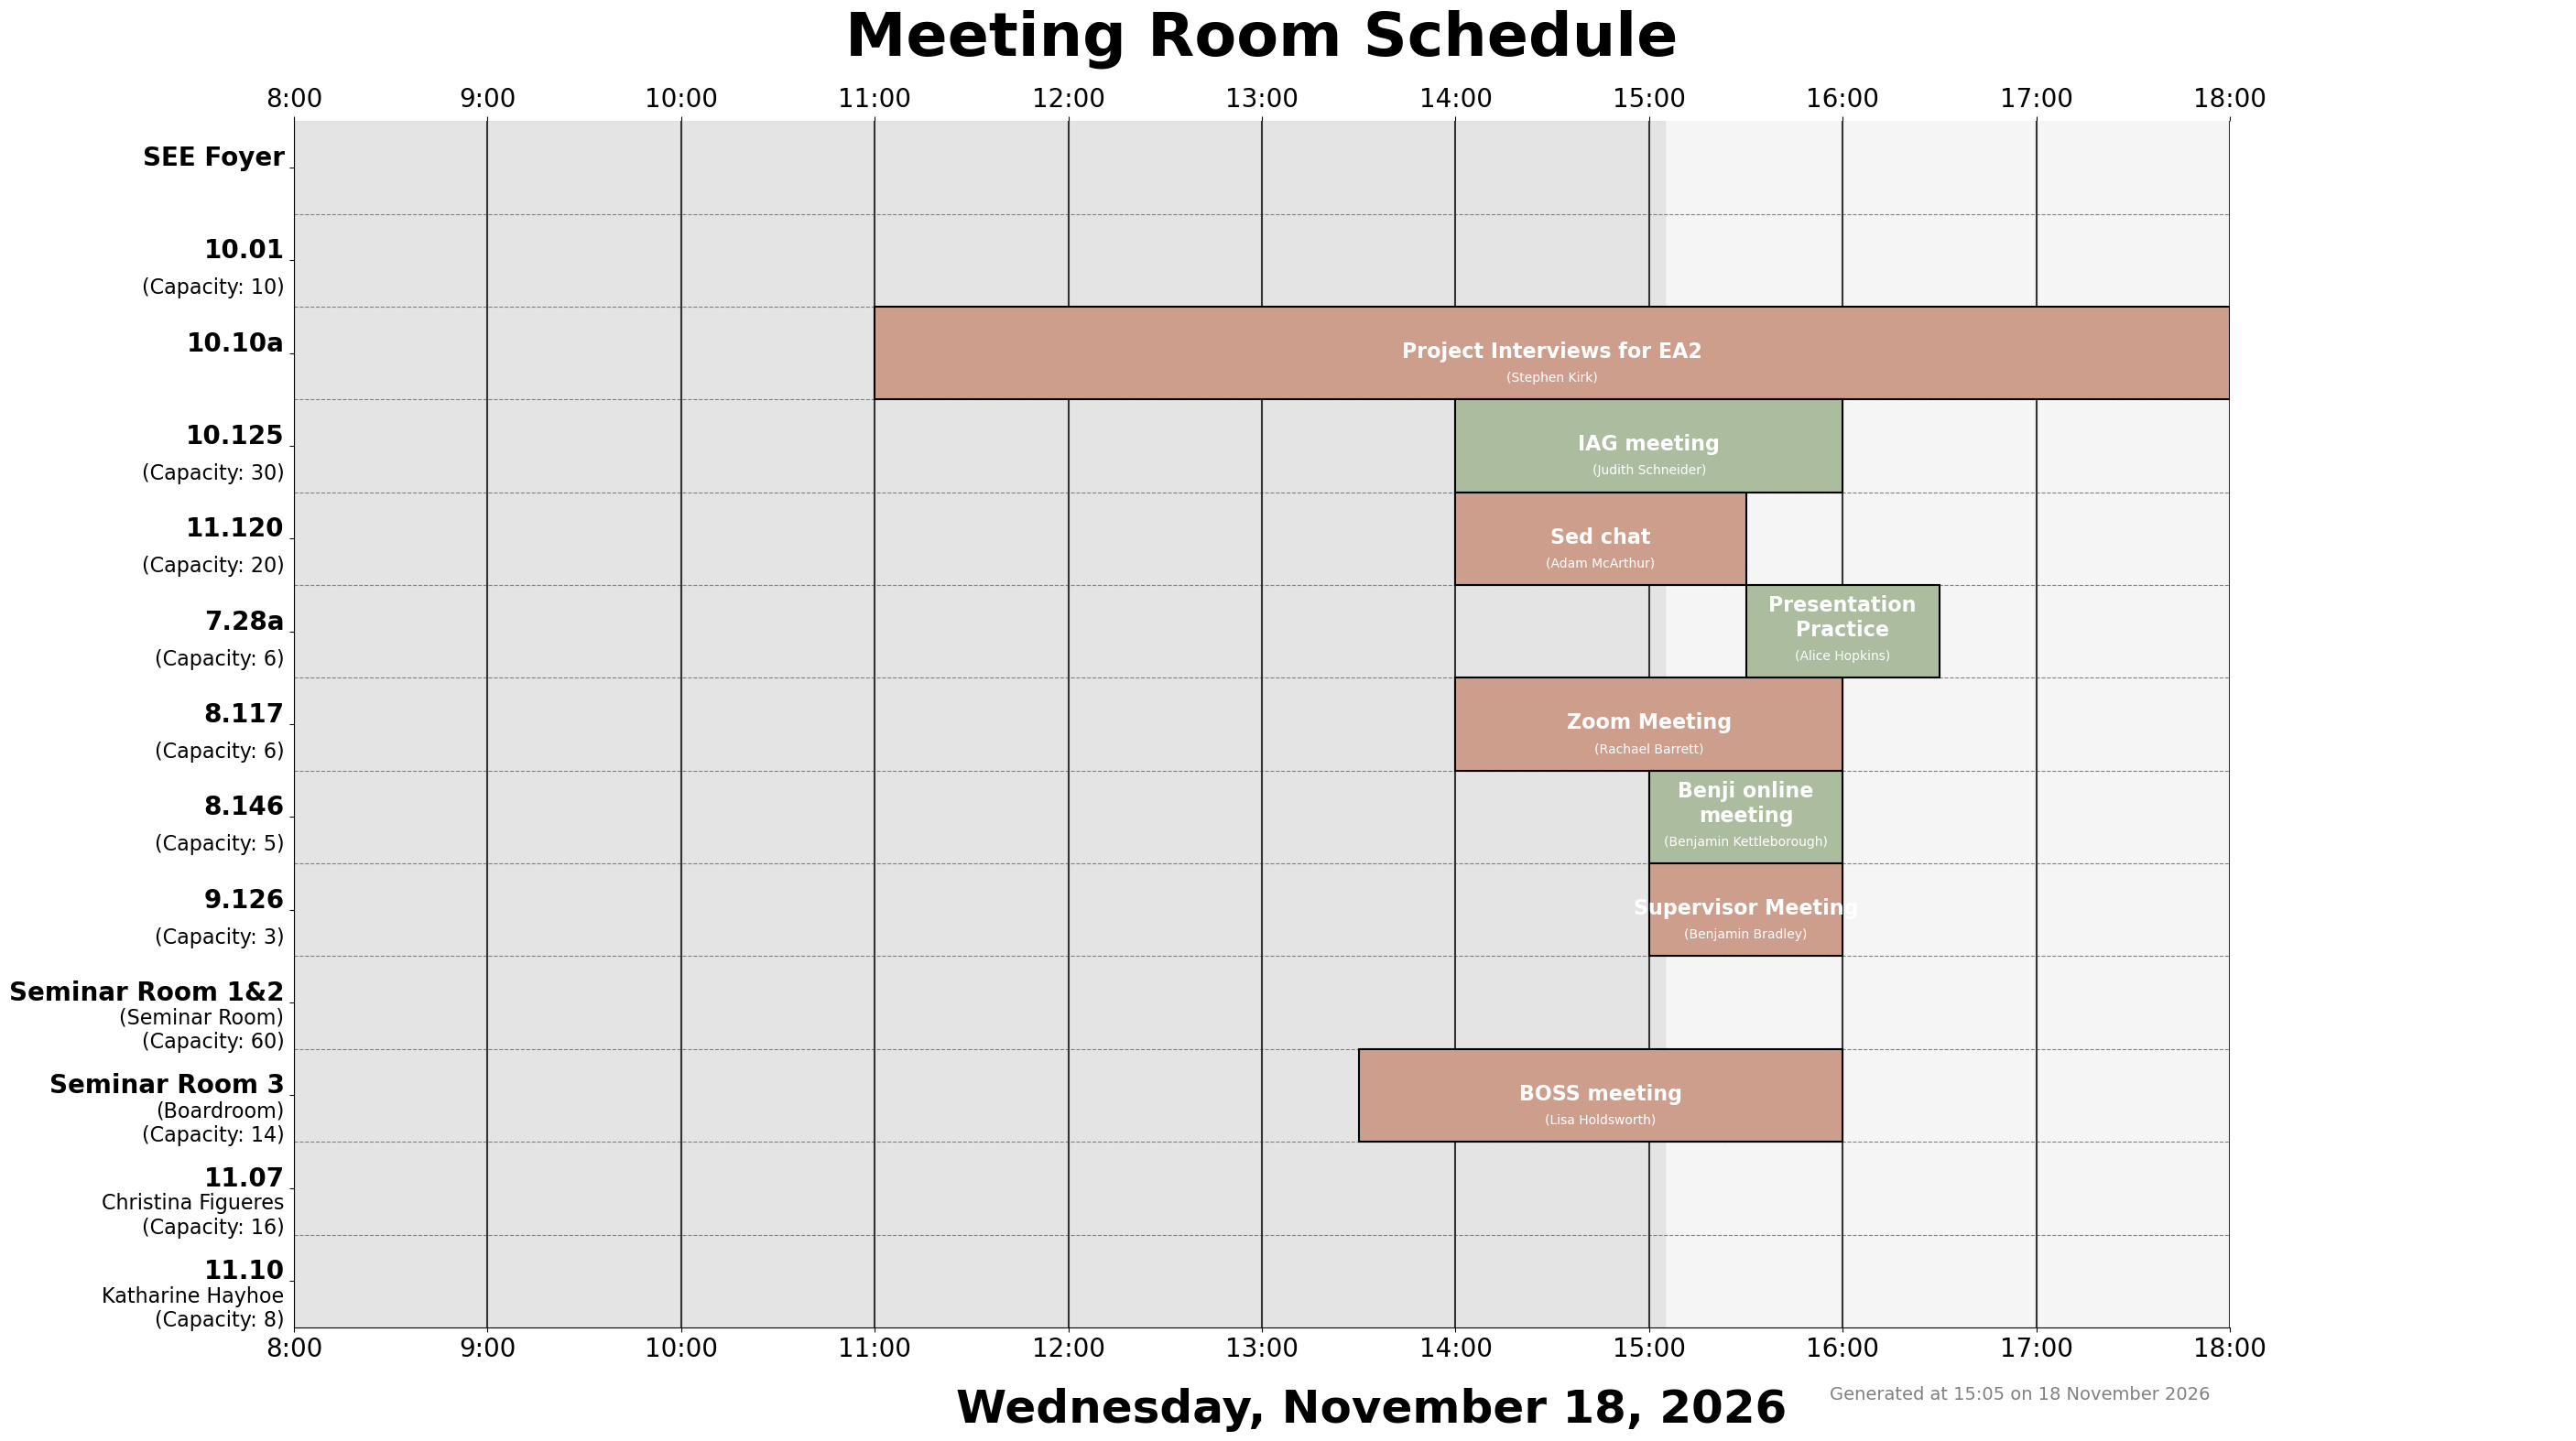 Meeting Room Schedule
8:00 9:00 10:00 11:00 12:00 13:00 14:00 15:00 16:00 17:00 18:00
SEE Foyer
10.01
(Capacity: 10)
10.10a
Project Interviews for EA2
(Stephen Kirk)
10.125
(Capacity: 30)
IAG meeting
(Judith Schneider)
11.120
(Capacity: 20)
Sed chat
(Adam McArthur)
7.28a
(Capacity: 6)
Presentation
Practice
(Alice Hopkins)
8.117
(Capacity: 6)
Zoom Meeting
(Rachael Barrett)
8.146
(Capacity: 5)
Benji online
meeting
(Benjamin Kettleborough)
9.126
(Capacity: 3)
Supervisor Meeting
(Benjamin Bradley)
Seminar Room 1&2
(Seminar Room)
(Capacity: 60)
Seminar Room 3
(Boardroom)
(Capacity: 14)
BOSS meeting
(Lisa Holdsworth)
11.07
Christina Figueres
(Capacity: 16)
11.10
Katharine Hayhoe
(Capacity: 8)
8:00 9:00 10:00 11:00 12:00 13:00 14:00 15:00 16:00 17:00 18:00
Wednesday, November 18, 2026
Generated at 15:05 on 18 November 2026